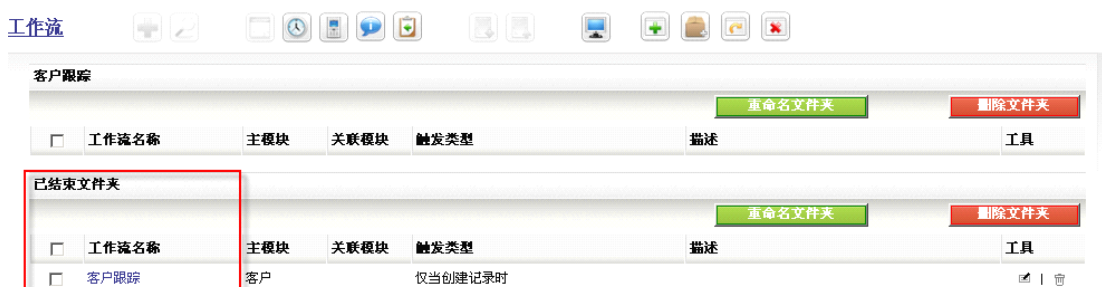 工作流
客户跟踪
重命名文件夹 删除文件夹
工作流名称 主模块 关联模块 触发类型 描述 工具
已结束文件夹
重命名文件夹 删除文件夹
工作流名称 主模块 关联模块 触发类型 描述 工具
客户跟踪 客户 仅当创建记录时 |